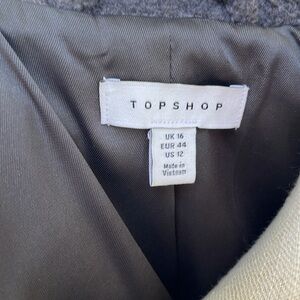 TOPSHOP
UK 16
EUR 44
US 12
Made in
Vietnam